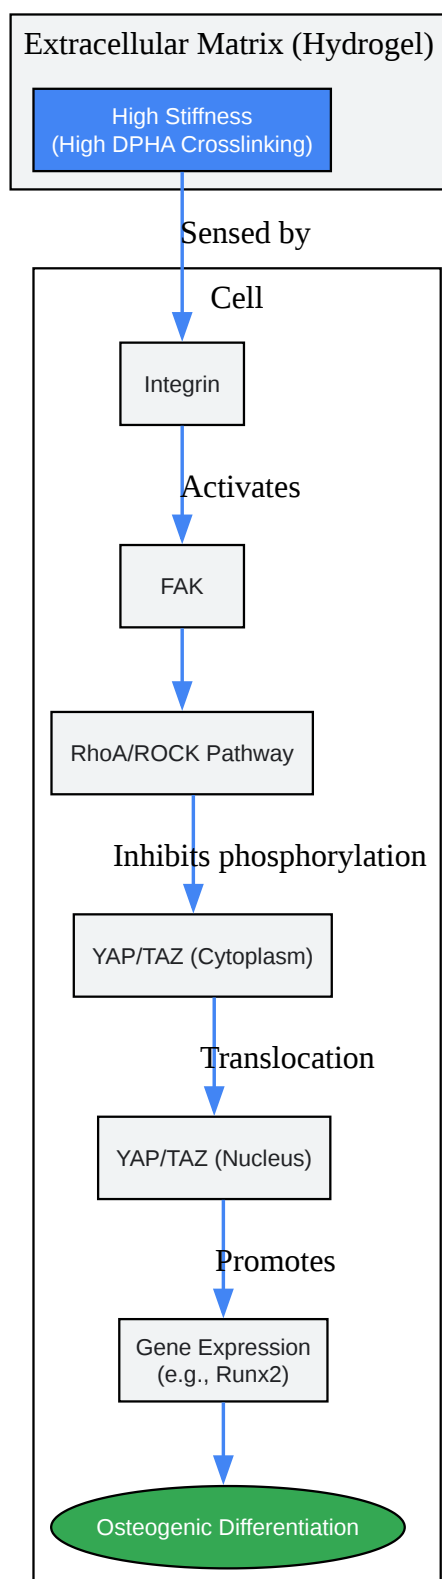 Extracellular Matrix (Hydrogel)
High Stiffness
(High DPHA Crosslinking)
Sensed by
Cell
Integrin
Activates
FAK
RhoA/ROCK Pathway
Inhibits phosphorylation
YAP/TAZ (Cytoplasm)
Translocation
YAP/TAZ (Nucleus)
Promotes
Gene Expression
(e.g., Runx2)
Osteogenic Differentiation